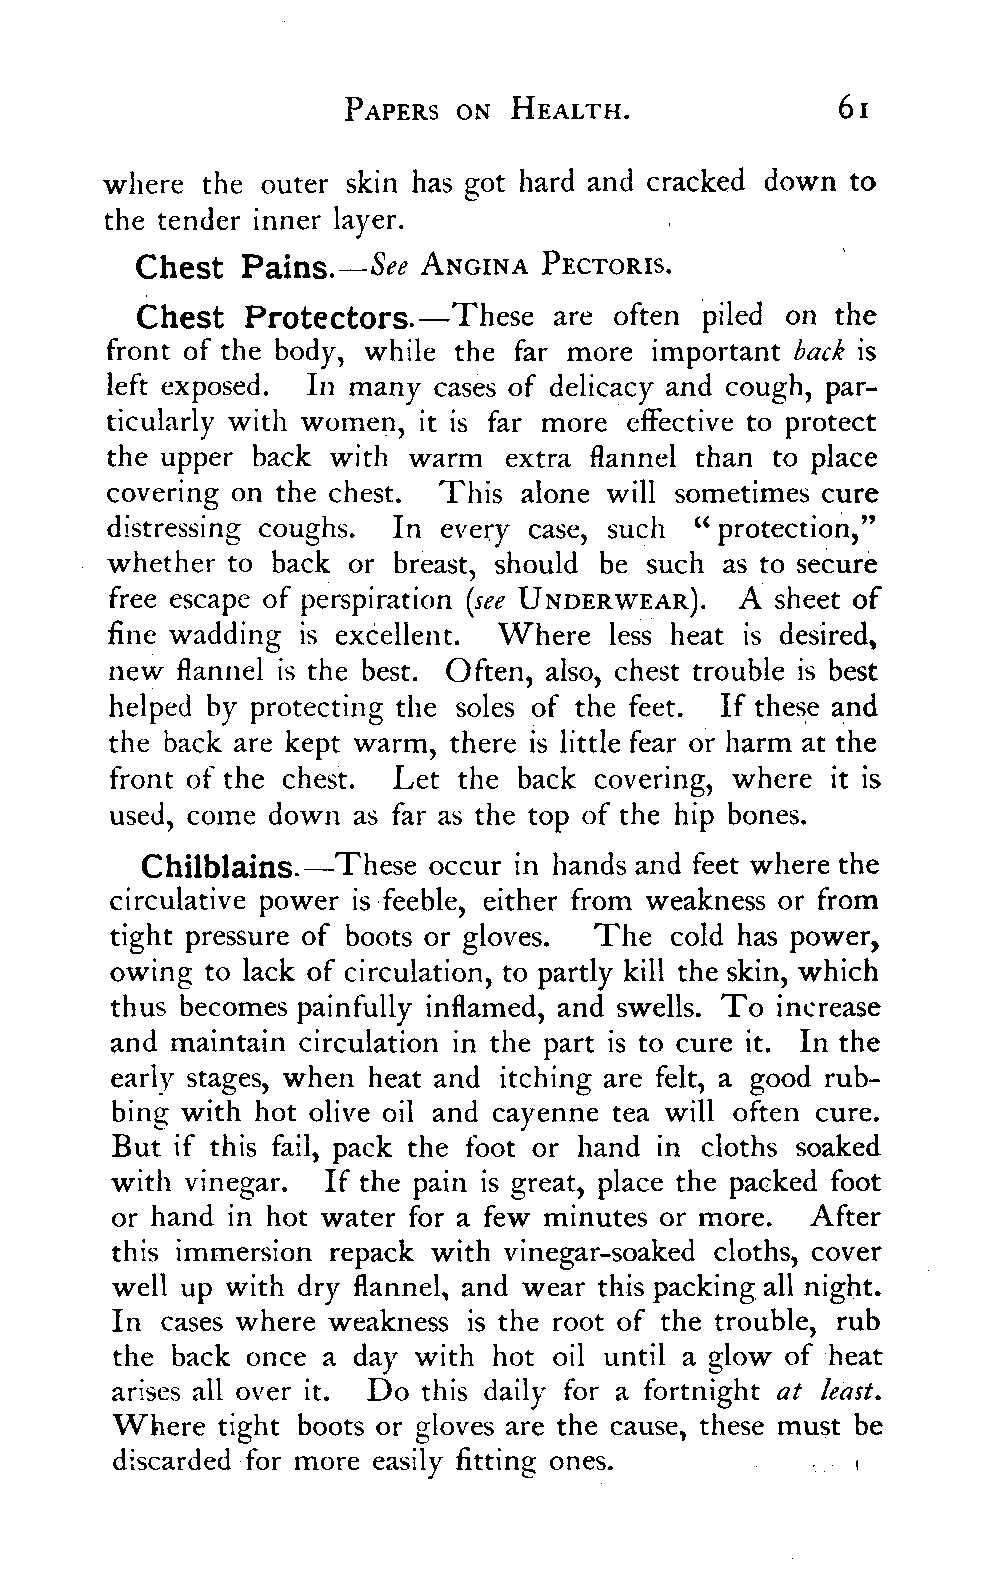 PAPERS ON HEALTH. 61
where the outer skin has got hard and cracked down to
the tender inner layer.
Chest Pains.—See ANGINA PECTORIS.
Chest Protectors.—These are often piled on the
front of the body, while the far more important back is
left exposed. In many cases of delicacy and cough, par-
ticularly with women, it is far more effective to protect
the upper back with warm extra flannel than to place
covering on the chest. This alone will sometimes cure
distressing coughs. In every case, such “protection,”
whether to back or breast, should be such as to secure
free escape of perspiration (see UNDERWEAR). A sheet of
fine wadding is excellent. Where less heat is desired,
new flannel is the best. Often, also, chest trouble is best
helped by protecting the soles of the feet. If these and
the back are kept warm, there is little fear or harm at the
front of the chest. Let the back covering, where it is
used, come down as far as the top of the hip bones.
Chilblains.—These occur in hands and feet where the
circulative power is feeble, either from weakness or from
tight pressure of boots or gloves. The cold has power,
owing to lack of circulation, to partly kill the skin, which
thus becomes painfully inflamed, and swells. To increase
and maintain circulation in the part is to cure it. In the
early stages, when heat and itching are felt, a good rub-
bing with hot olive oil and cayenne tea will often cure.
But if this fail, pack the foot or hand in cloths soaked
with vinegar. If the pain is great, place the packed foot
or hand in hot water for a few minutes or more. After
this immersion repack with vinegar-soaked cloths, cover
well up with dry flannel, and wear this packing all night.
In cases where weakness is the root of the trouble, rub
the back once a day with hot oil until a glow of heat
arises all over it. Do this daily for a fortnight at least.
Where tight boots or gloves are the cause, these must be
discarded for more easily fitting ones.